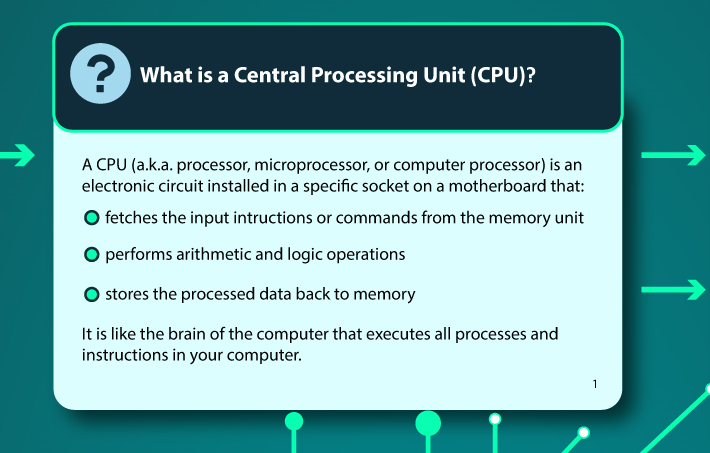 ?
What is a Central Processing Unit (CPU)?
A CPU (a.k.a. processor, microprocessor, or computer processor) is an
electronic circuit installed in a specific socket on a motherboard that:
fetches the input intructions or commands from the memory unit
performs arithmetic and logic operations
stores the processed data back to memory
It is like the brain of the computer that executes all processes and
instructions in your computer.
1